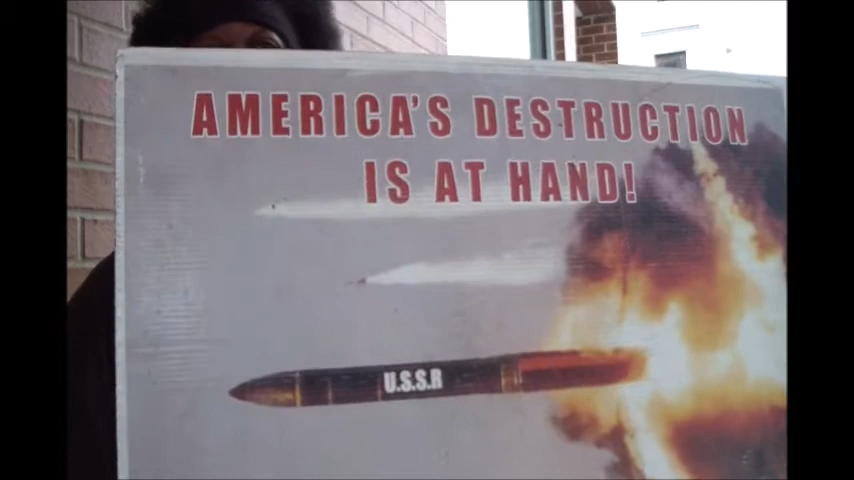 AMERICA'S DESTRUCTION
IS AT HAND!
U.S.S.R